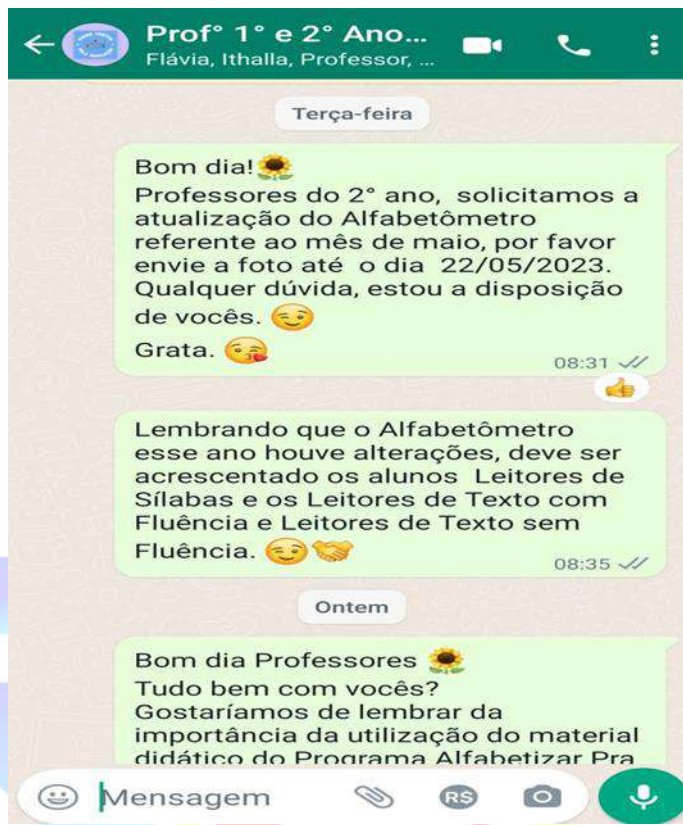 Prof° 1° e 2° Ano...
Flávia, Ithalla, Professor, ...
Terça-feira
Bom dia!🌻
Professores do 2° ano, solicitamos a
atualização do Alfabetômetro
referente ao mês de maio, por favor
envie a foto até o dia 22/05/2023.
Qualquer dúvida, estou a disposição
de vocês. 😉
Grata. 😘
08:31
Lembrando que o Alfabetômetro
esse ano houve alterações, deve ser
acrescentado os alunos Leitores de
Sílabas e os Leitores de Texto com
Fluência e Leitores de Texto sem
Fluência. 😉🤝
08:35
Ontem
Bom dia Professores 🌻
Tudo bem com vocês?
Gostaríamos de lembrar da
importância da utilização do material
didático do Programa Alfabetizar Pra
Mensagem
R$